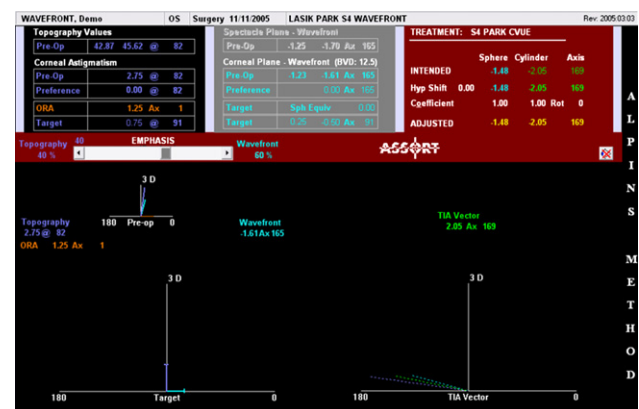 WAVEFRONT, Demo OS Surgery 11/11/2005 LASIK PARK S4 WAVEFRONT Rev: 2005.03.03
Topography Values
Pre-Op 42.87 45.62 @ 82
Corneal Astigmatism
Pre-Op 2.75 @ 82
Preference 0.00 @ 82
ORA 1.25 Ax 1
Target 0.75 @ 91
Spectacle Plane - Wavefront
Pre-Op -1.25 -1.70 Ax 165
Corneal Plane - Wavefront (BVD: 12.5)
Pre-Op -1.23 -1.61 Ax 165
Preference 0.00 Ax 165
Target Sph Equiv 0.00
Target 0.25 -0.50 Ax 91
TREATMENT: S4 PARK CVUE
Sphere Cylinder Axis
INTENDED -1.48 -2.05 169
Hyp Shift 0.00 -1.48 -2.05 169
Coefficient 1.00 1.00 Rot 0
ADJUSTED -1.48 -2.05 169
Topography 40 EMPHASIS Wavefront
40 % 60 %
ASSORT
ALPINS METHOD
3 D
180 Pre-op 0
Topography
2.75 @ 82
ORA 1.25 Ax 1
Wavefront
-1.61 Ax 165
TIA Vector
2.05 Ax 169
3 D
180 Target 0
3 D
180 TIA Vector 0